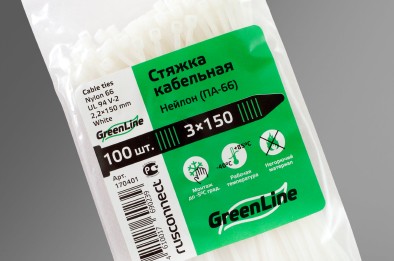 Cable ties
Nylon 66
UL 94 V-2
2,2×150 mm
White
GreenLine
Стяжка
кабельная
Нейлон (ПА-66)
3×150
100 шт.
Арт.
170401
rusconnect
Монтаж
до -5°С град.
-40°С
+85°С
Рабочая
температура
Негорючий
материал
GreenLine